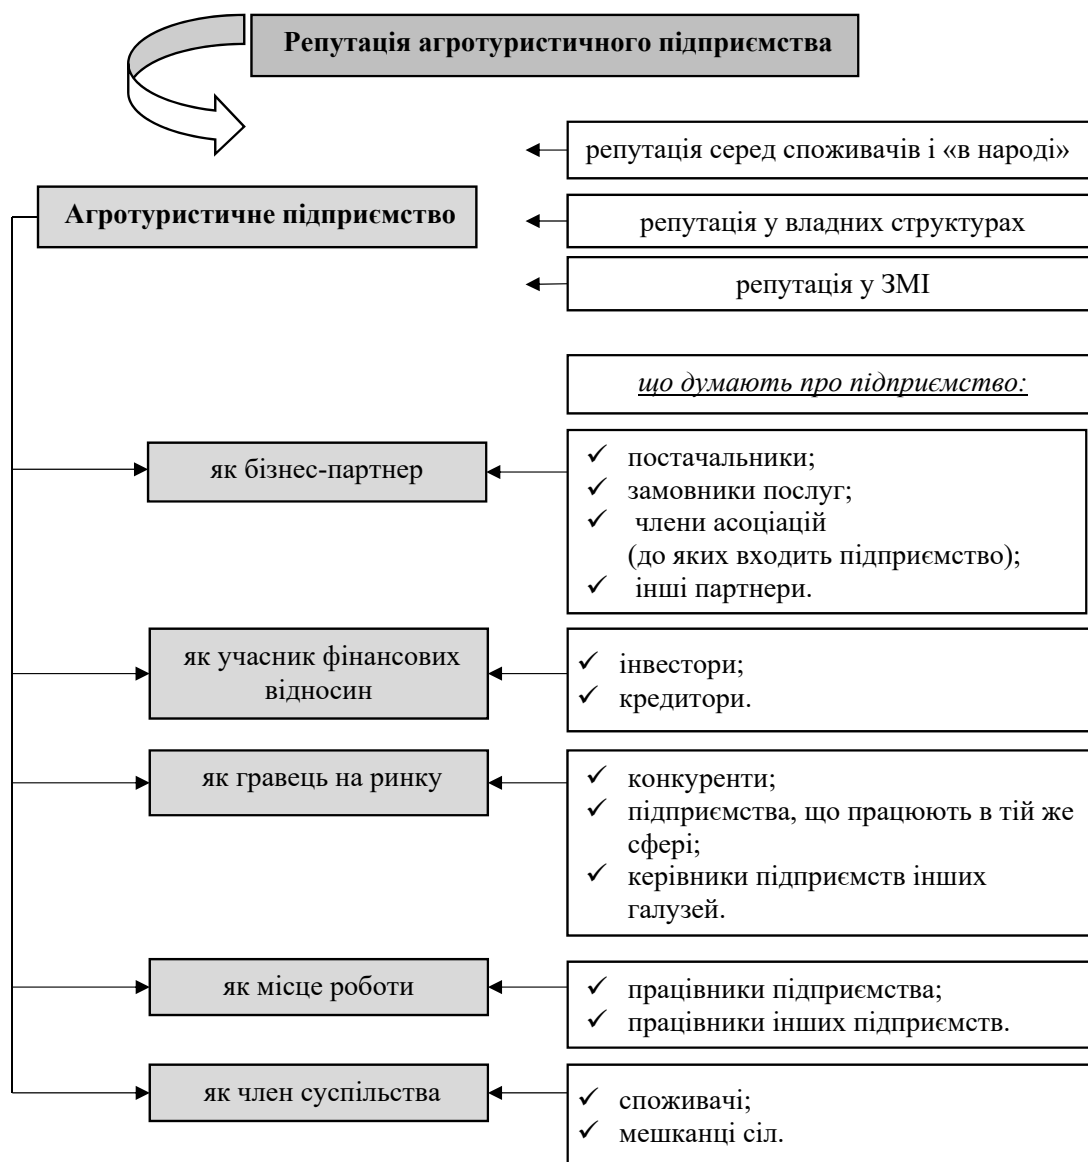 Репутація агротуристичного підприємства
репутація серед споживачів і «в народі»
Агротуристичне підприємство
репутація у владних структурах
репутація у ЗМІ
що думають про підприємство:
як бізнес-партнер
✓ постачальники;
✓ замовники послуг;
✓ члени асоціацій
(до яких входить підприємство);
✓ інші партнери.
як учасник фінансових
відносин
✓ інвестори;
✓ кредитори.
як гравець на ринку
✓ конкуренти;
✓ підприємства, що працюють в тій же
сфері;
✓ керівники підприємств інших
галузей.
як місце роботи
✓ працівники підприємства;
✓ працівники інших підприємств.
як член суспільства
✓ споживачі;
✓ мешканці сіл.